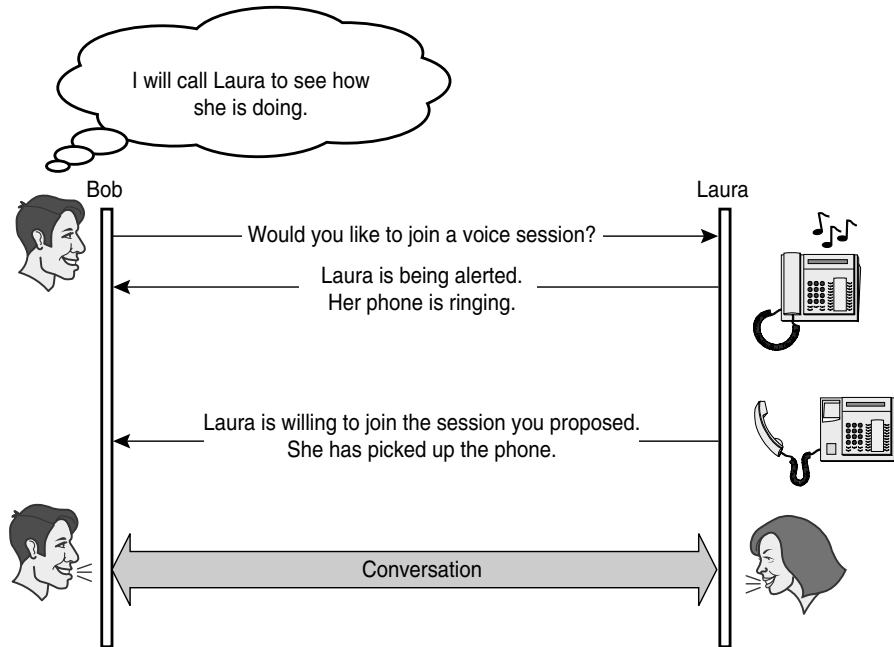 I will call Laura to see how
she is doing.
Bob
Laura
Would you like to join a voice session?
Laura is being alerted.
Her phone is ringing.
Laura is willing to join the session you proposed.
She has picked up the phone.
Conversation